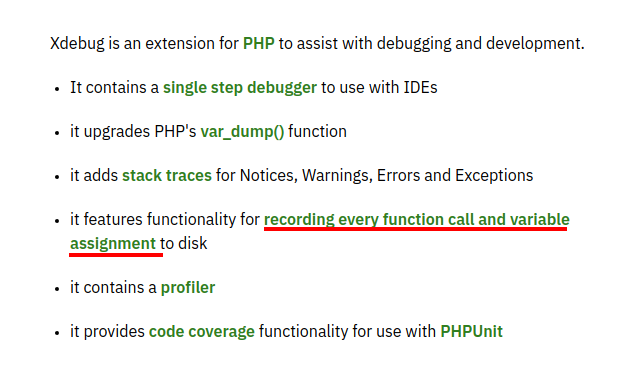 Xdebug is an extension for PHP to assist with debugging and development.
• It contains a single step debugger to use with IDEs
• it upgrades PHP's var_dump() function
• it adds stack traces for Notices, Warnings, Errors and Exceptions
• it features functionality for recording every function call and variable
assignment to disk
• it contains a profiler
• it provides code coverage functionality for use with PHPUnit